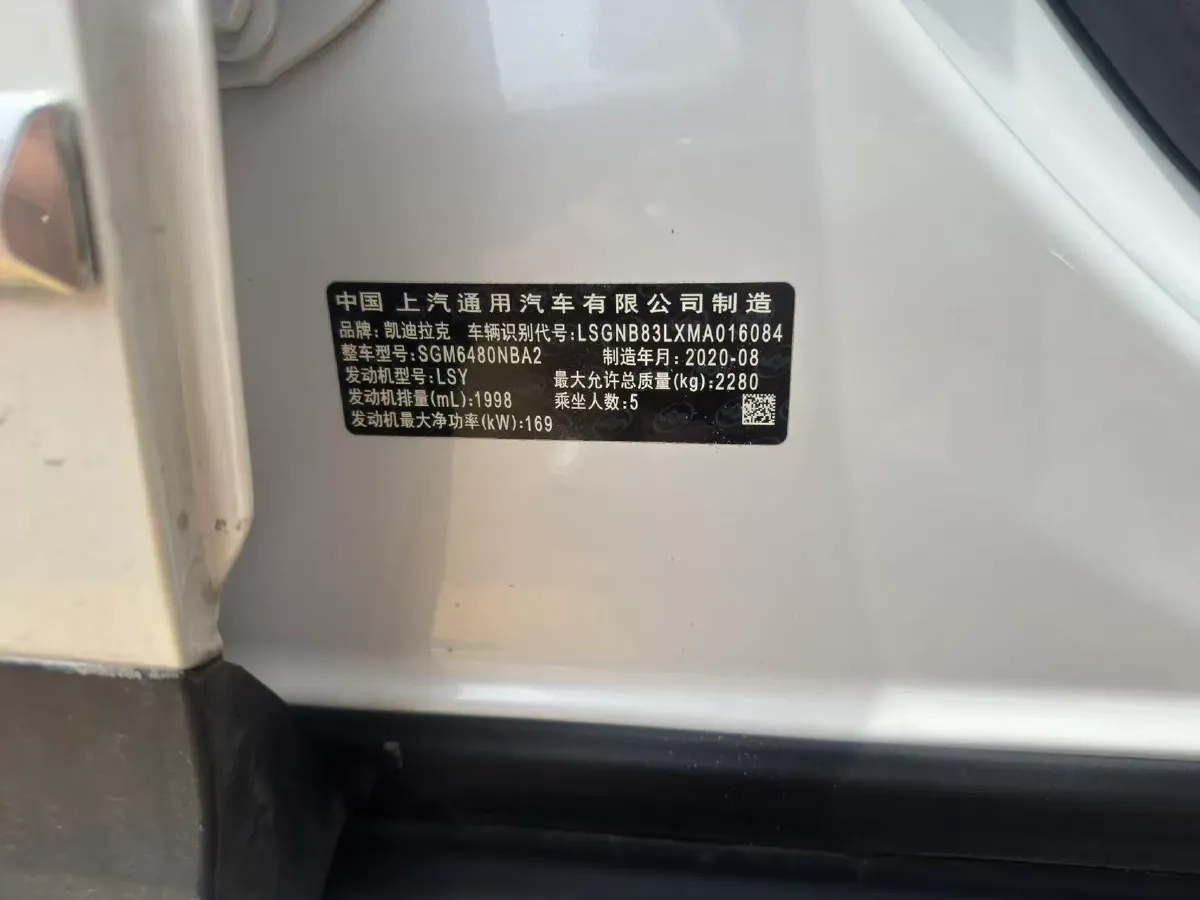 中国 上汽通用汽车有限公司制造
品牌:凯迪拉克 车辆识别代号:LSGNB83LXMA016084
整车型号:SGM6480NBA2 制造年月:2020-08
发动机型号:LSY 最大允许总质量(kg):2280
发动机排量(mL):1998 乘坐人数:5
发动机最大净功率(kW):169